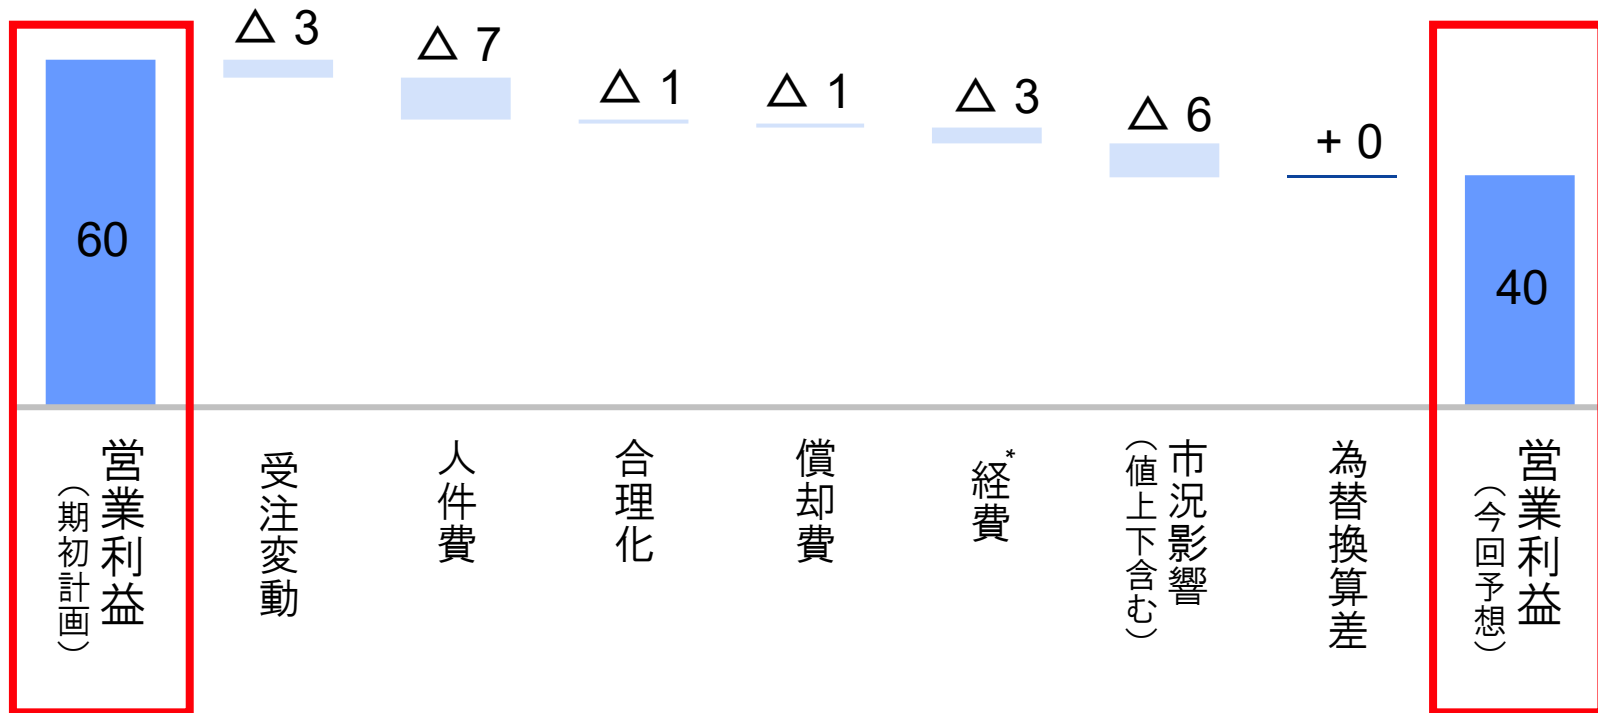 △ 3
△ 7
△ 1
△ 1
△ 3
△ 6
+ 0
60
40
営業利益
（期初計画）
受注変動
人件費
合理化
償却費
経費*
市況影響
（値上下含む）
為替換算差
営業利益
（今回予想）